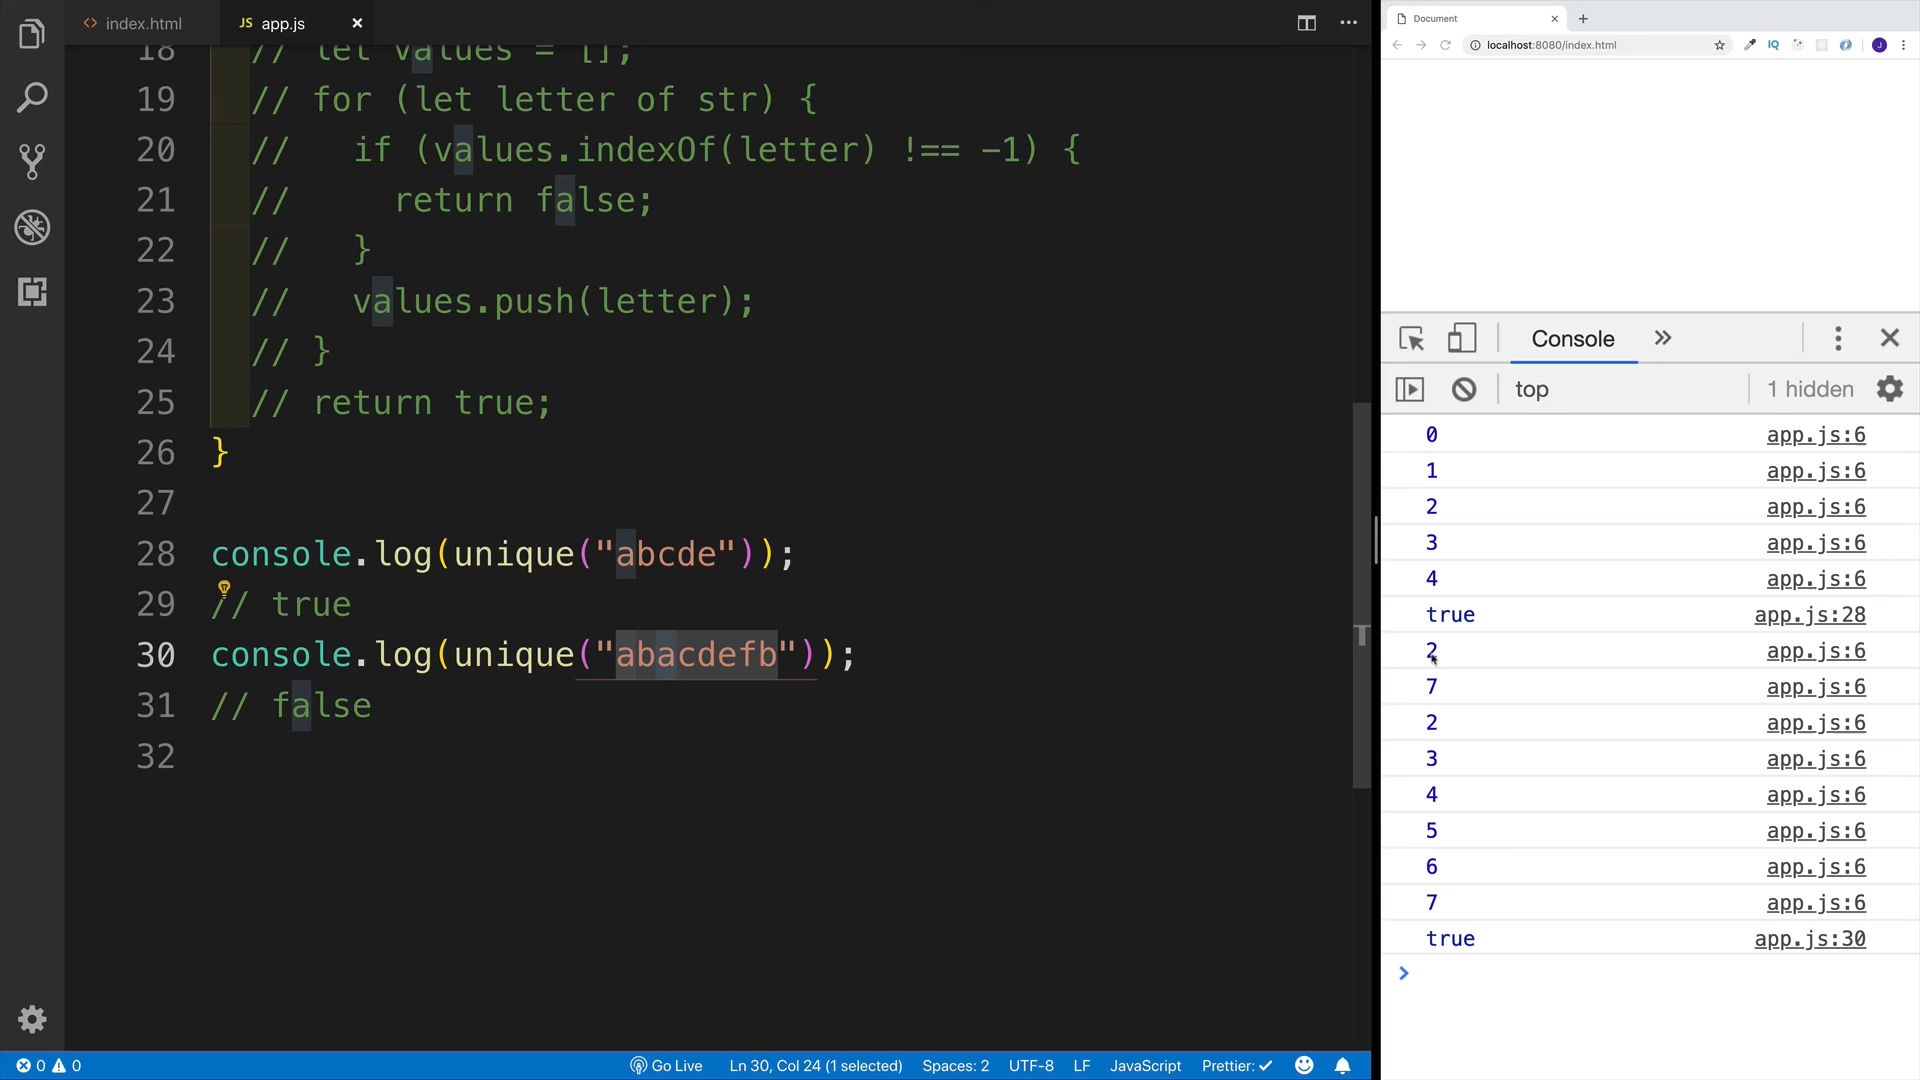 index.html
JS app.js
18 // let values = [];
19 // for (let letter of str) {
20 //   if (values.indexOf(letter) !== -1) {
21 //     return false;
22 //   }
23 //   values.push(letter);
24 // }
25 // return true;
26 }
27
28 console.log(unique("abcde"));
29 // true
30 console.log(unique("abacdefb"));
31 // false
32
0 0
Go Live
Ln 30, Col 24 (1 selected)
Spaces: 2
UTF-8
LF
JavaScript
Prettier: ✓
Document
localhost:8080/index.html
IQ
J
Console
top
1 hidden
0 app.js:6
1 app.js:6
2 app.js:6
3 app.js:6
4 app.js:6
true app.js:28
2 app.js:6
7 app.js:6
2 app.js:6
3 app.js:6
4 app.js:6
5 app.js:6
6 app.js:6
7 app.js:6
true app.js:30